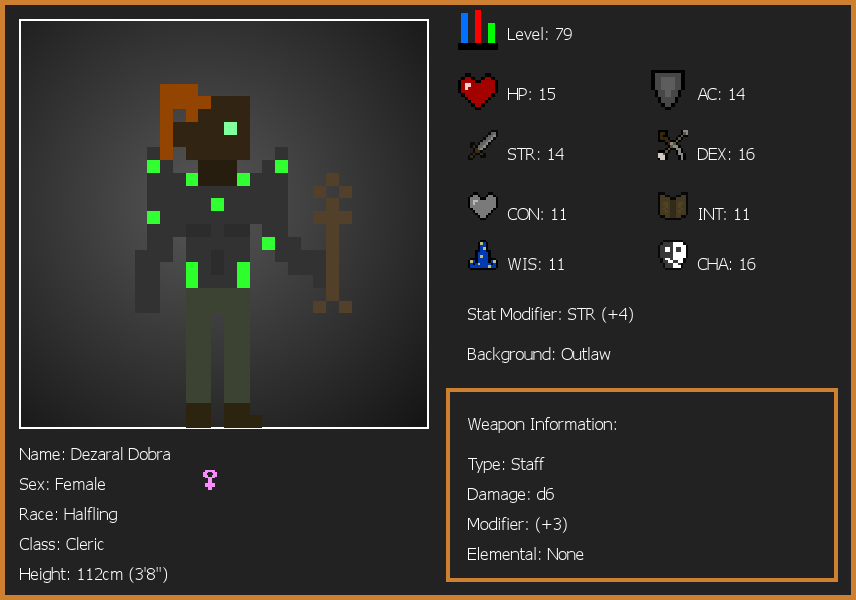 Level: 79
HP: 15
AC: 14
STR: 14
DEX: 16
CON: 11
INT: 11
WIS: 11
CHA: 16
Stat Modifier: STR (+4)
Background: Outlaw
Weapon Information:
Type: Staff
Damage: d6
Modifier: (+3)
Elemental: None
Name: Dezaral Dobra
Sex: Female
Race: Halfling
Class: Cleric
Height: 112cm (3'8")